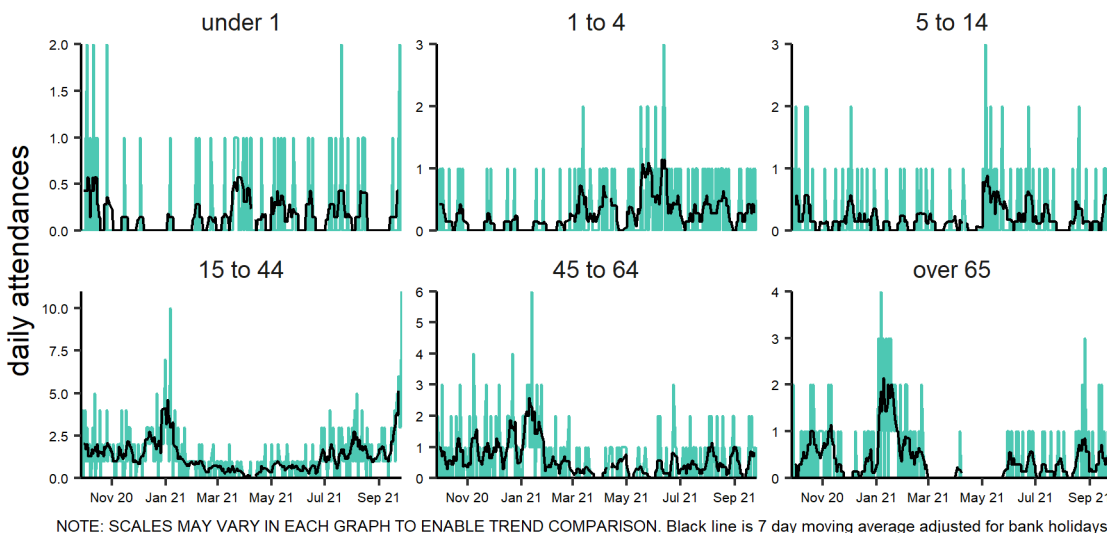 under 1
1 to 4
5 to 14
2.0
1.5
1.0
0.5
0.0
3
2
1
0
3
2
1
0
daily attendances
15 to 44
45 to 64
over 65
10.0
7.5
5.0
2.5
0.0
6
5
4
3
2
1
0
4
3
2
1
0
Nov 20 Jan 21 Mar 21 May 21 Jul 21 Sep 21
Nov 20 Jan 21 Mar 21 May 21 Jul 21 Sep 21
Nov 20 Jan 21 Mar 21 May 21 Jul 21 Sep 21
NOTE: SCALES MAY VARY IN EACH GRAPH TO ENABLE TREND COMPARISON. Black line is 7 day moving average adjusted for bank holidays